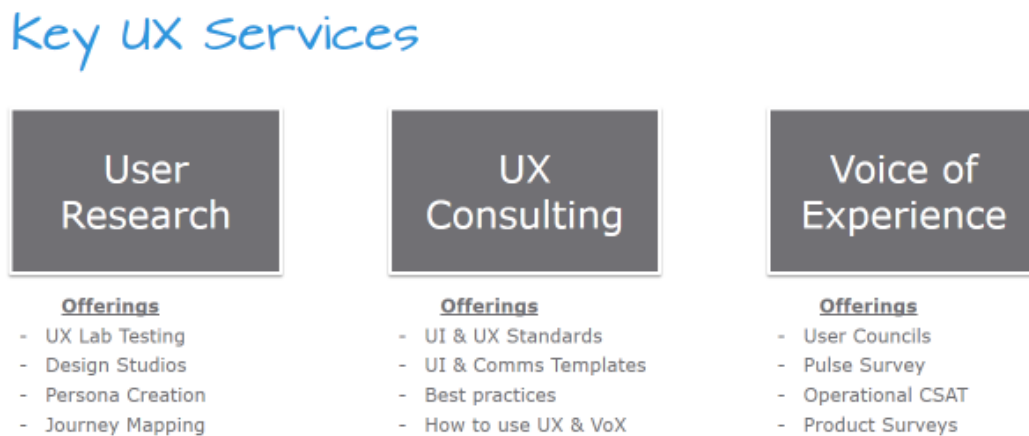 Key UX Services
User
Research
Offerings
- UX Lab Testing
- Design Studios
- Persona Creation
- Journey Mapping
UX
Consulting
Offerings
- UI & UX Standards
- UI & Comms Templates
- Best practices
- How to use UX & VoX
Voice of
Experience
Offerings
- User Councils
- Pulse Survey
- Operational CSAT
- Product Surveys